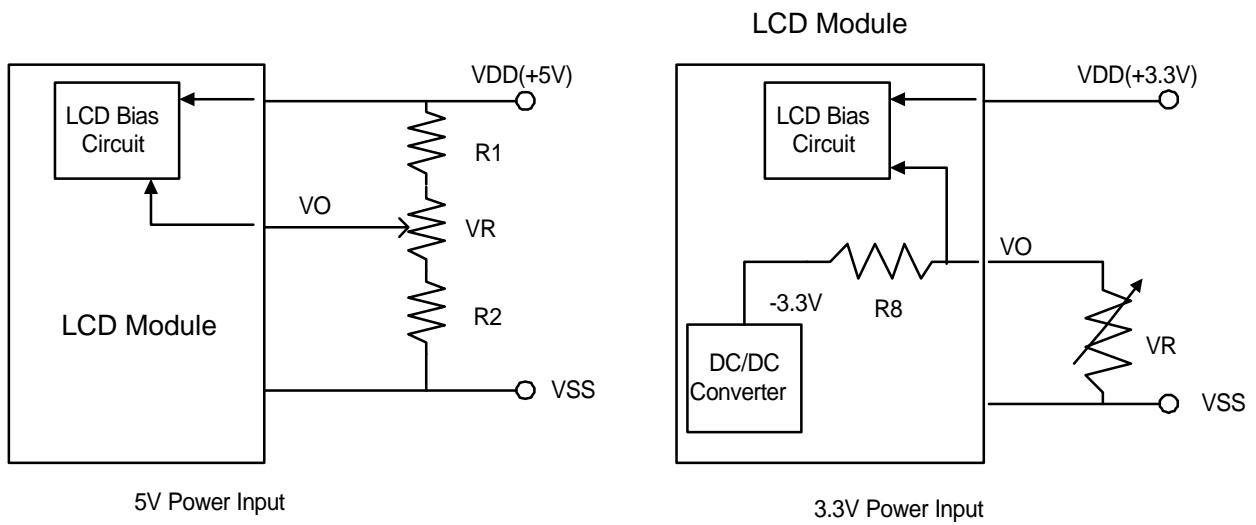 LCD Module
VDD(+5V)
LCD Bias
Circuit
R1
VO
VR
LCD Module
R2
VSS
5V Power Input
VDD(+3.3V)
LCD Bias
Circuit
VO
-3.3V
R8
DC/DC
Converter
VR
VSS
3.3V Power Input